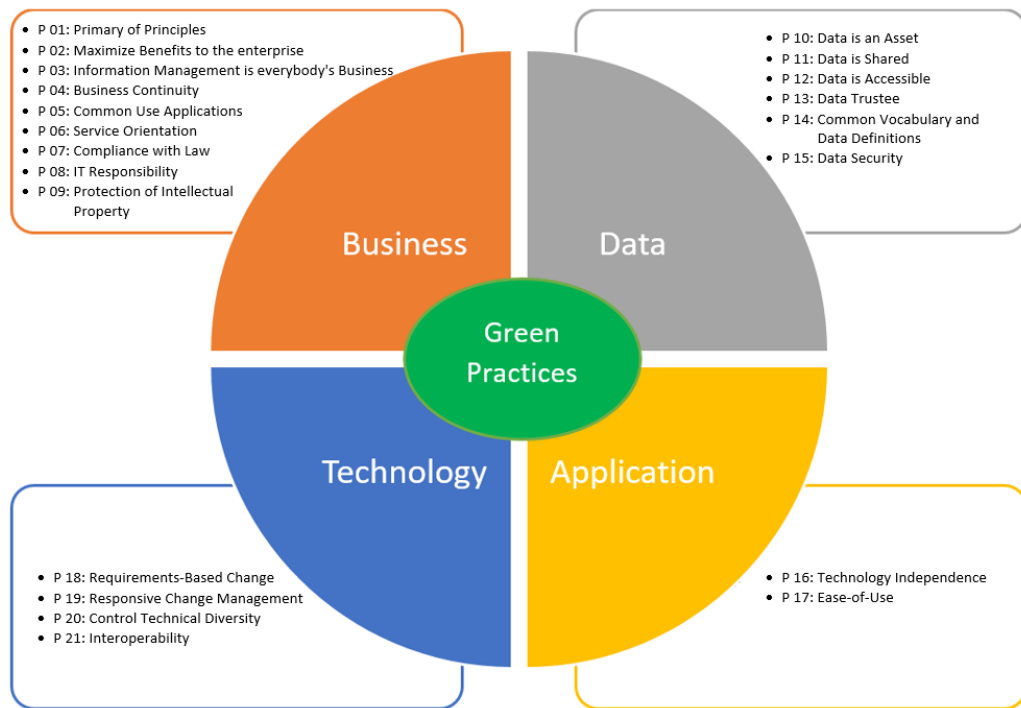 • P 01: Primary of Principles
• P 02: Maximize Benefits to the enterprise
• P 03: Information Management is everybody's Business
• P 04: Business Continuity
• P 05: Common Use Applications
• P 06: Service Orientation
• P 07: Compliance with Law
• P 08: IT Responsibility
• P 09: Protection of Intellectual
Property
• P 10: Data is an Asset
• P 11: Data is Shared
• P 12: Data is Accessible
• P 13: Data Trustee
• P 14: Common Vocabulary and
Data Definitions
• P 15: Data Security
Business
Data
Green
Practices
Technology
Application
• P 18: Requirements-Based Change
• P 19: Responsive Change Management
• P 20: Control Technical Diversity
• P 21: Interoperability
• P 16: Technology Independence
• P 17: Ease-of-Use